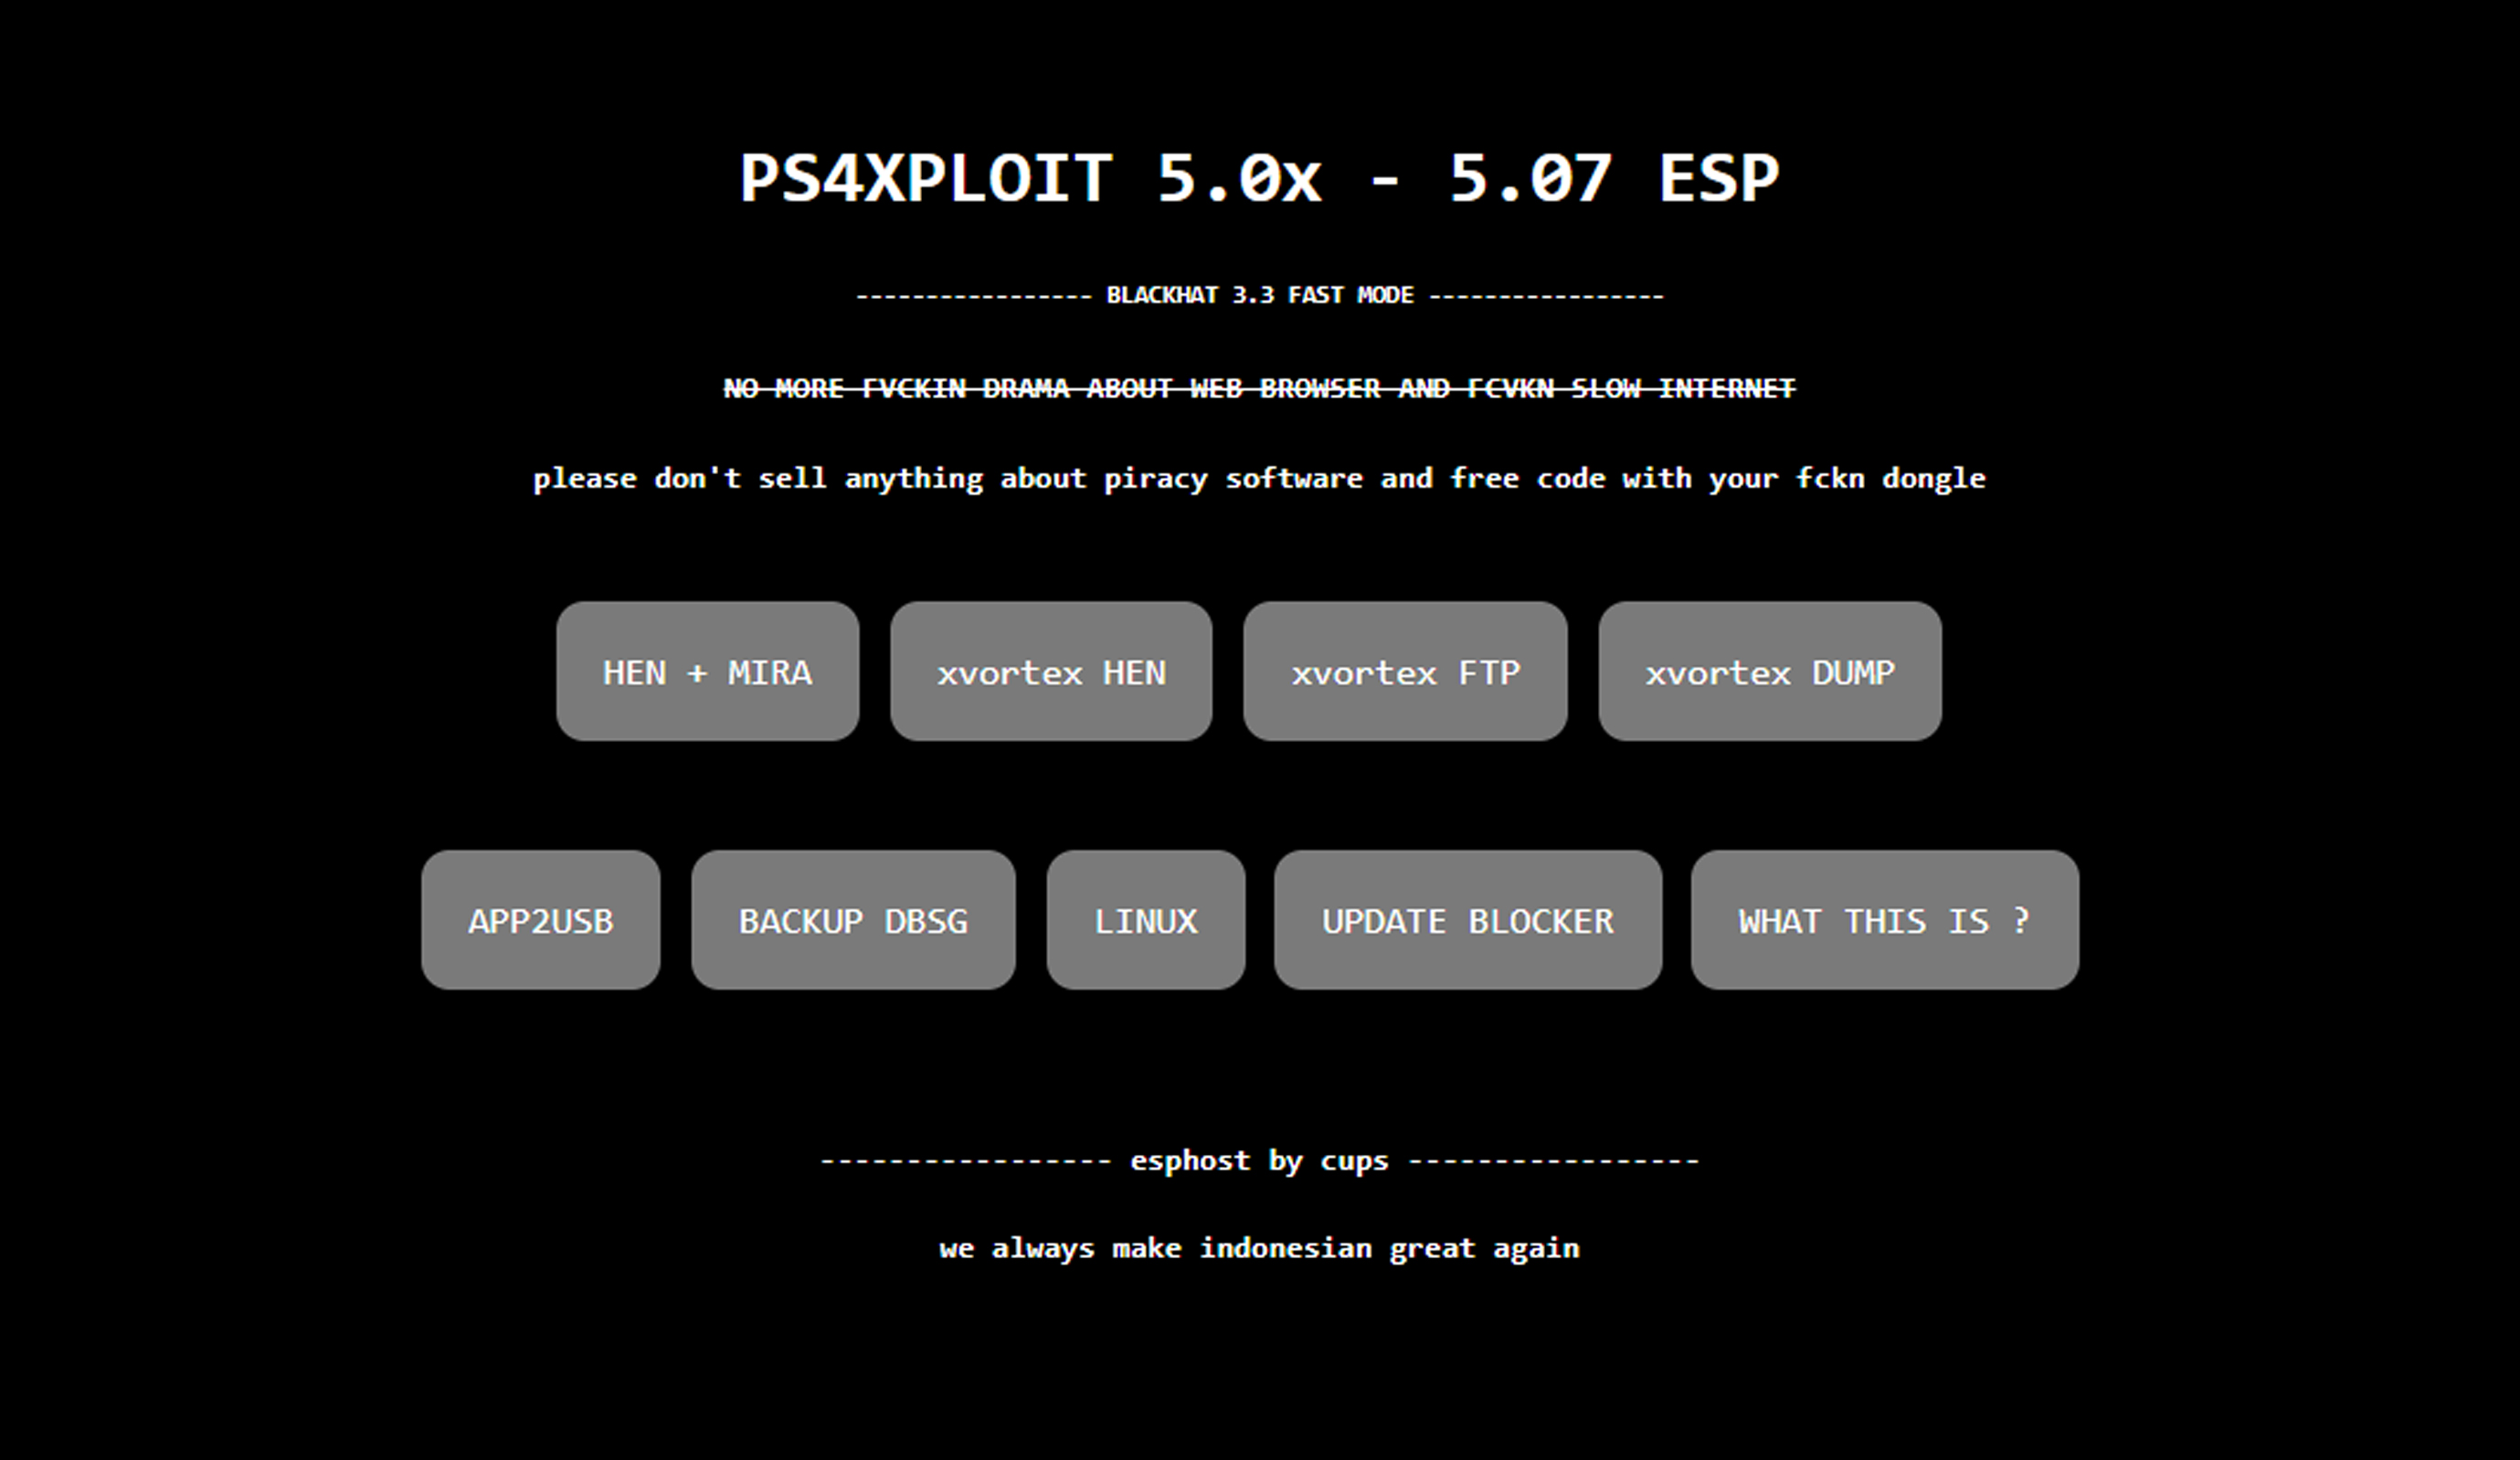 PS4XPLOIT 5.0x - 5.07 ESP
----------------- BLACKHAT 3.3 FAST MODE -----------------
NO MORE FVCKIN DRAMA ABOUT WEB BROWSER AND FCVKN SLOW INTERNET
please don't sell anything about piracy software and free code with your fckn dongle
HEN + MIRA xvortex HEN xvortex FTP xvortex DUMP
APP2USB BACKUP DBSG LINUX UPDATE BLOCKER WHAT THIS IS ?
----------------- esphost by cups -----------------
we always make indonesian great again